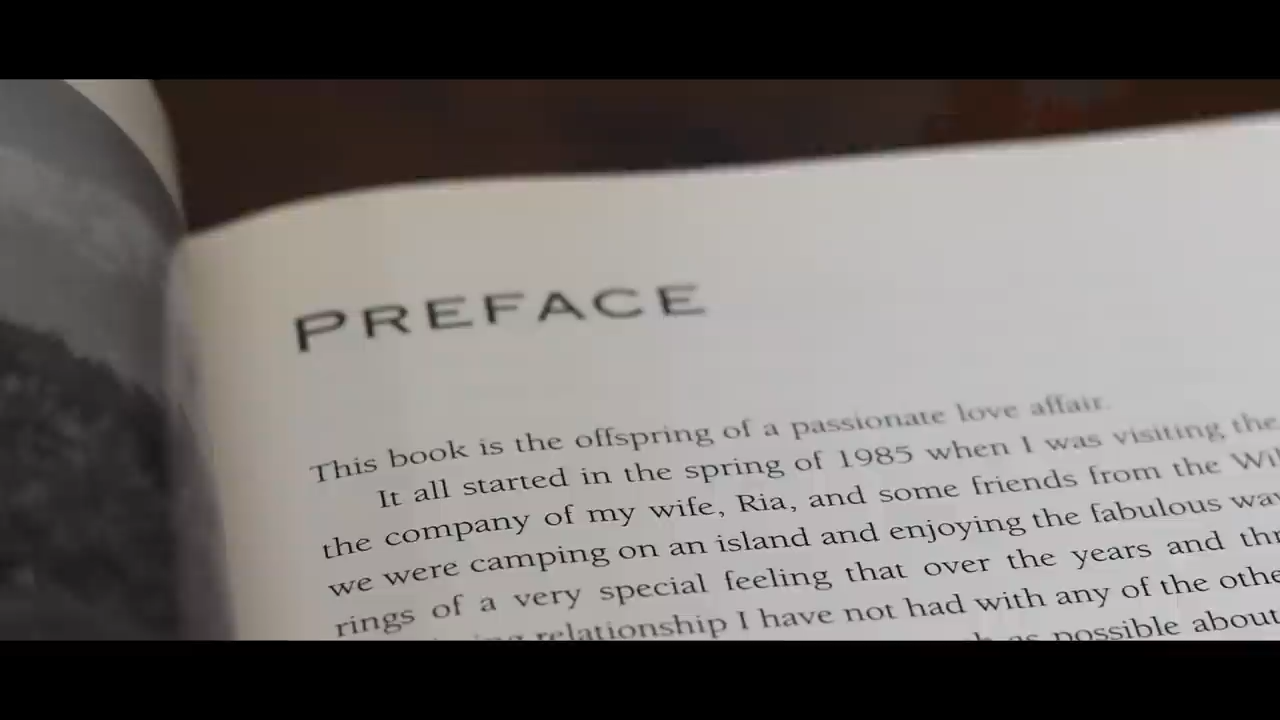 PREFACE
This book is the offspring of a passionate love affair.
It all started in the spring of 1985 when I was visiting the
the company of my wife, Ria, and some friends from the
we were camping on an island and enjoying the fabulous
rings of a very special feeling that over the years and
relationship I have not had with any of the
possible about